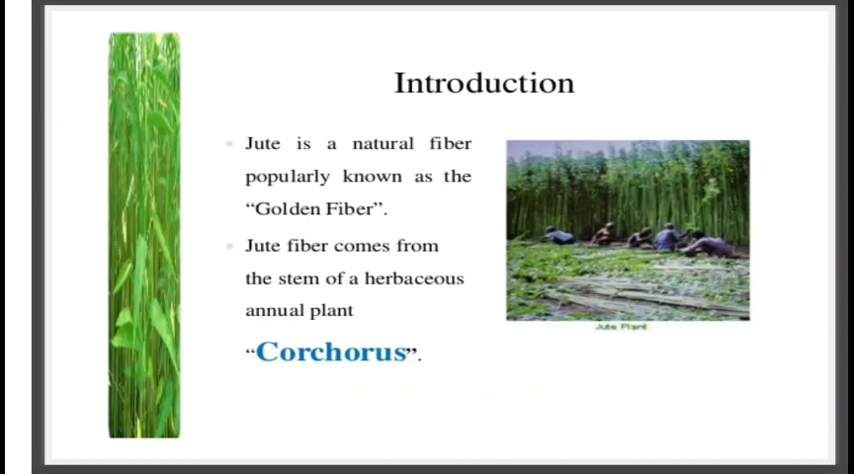 Introduction
Jute is a natural fiber
popularly known as the
“Golden Fiber”.
Jute fiber comes from
the stem of a herbaceous
annual plant
“Corchorus”.
Jute Plant